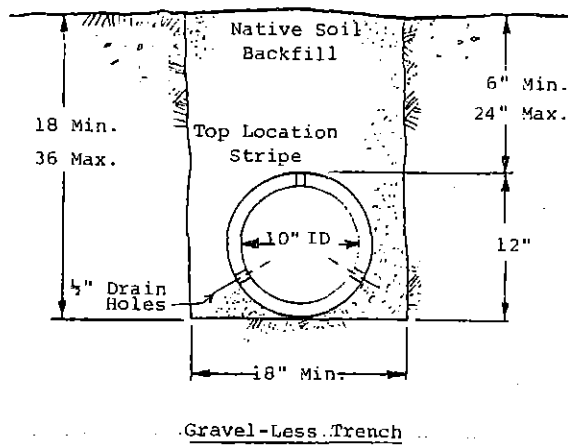 Native Soil
Backfill
6" Min.
24" Max.
18 Min.
36 Max.
Top Location
Stripe
10" ID
12"
½" Drain
Holes
18" Min.
Gravel-Less Trench